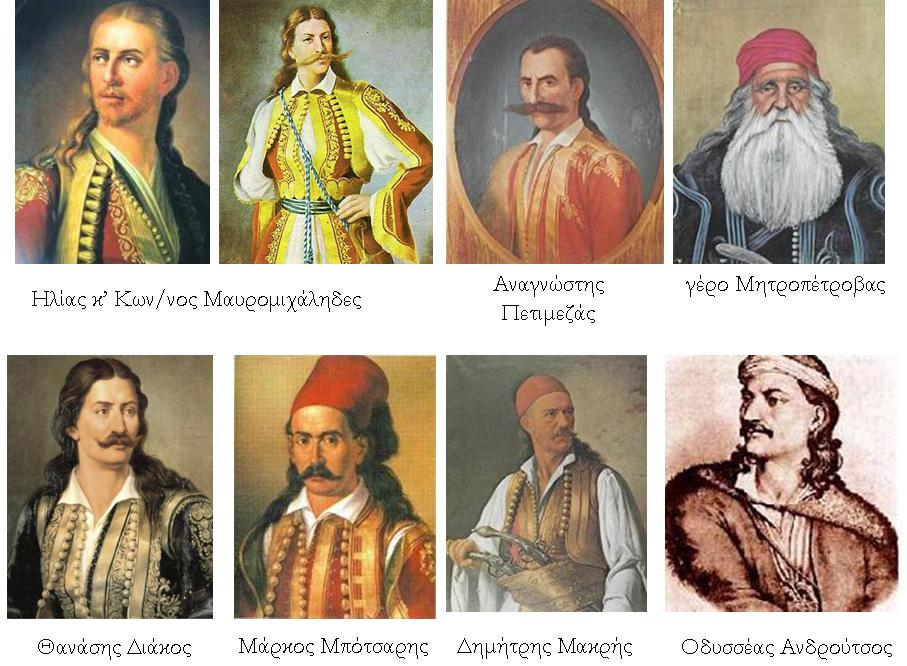 Ηλίας κ' Κων/νος Μαυρομιχάληδες
Αναγνώστης
Πετιμεζάς
γέρο Μητροπέτροβας
Θανάσης Διάκος
Μάρκος Μπότσαρης
Δημήτρης Μακρής
Οδυσσέας Ανδρούτσος